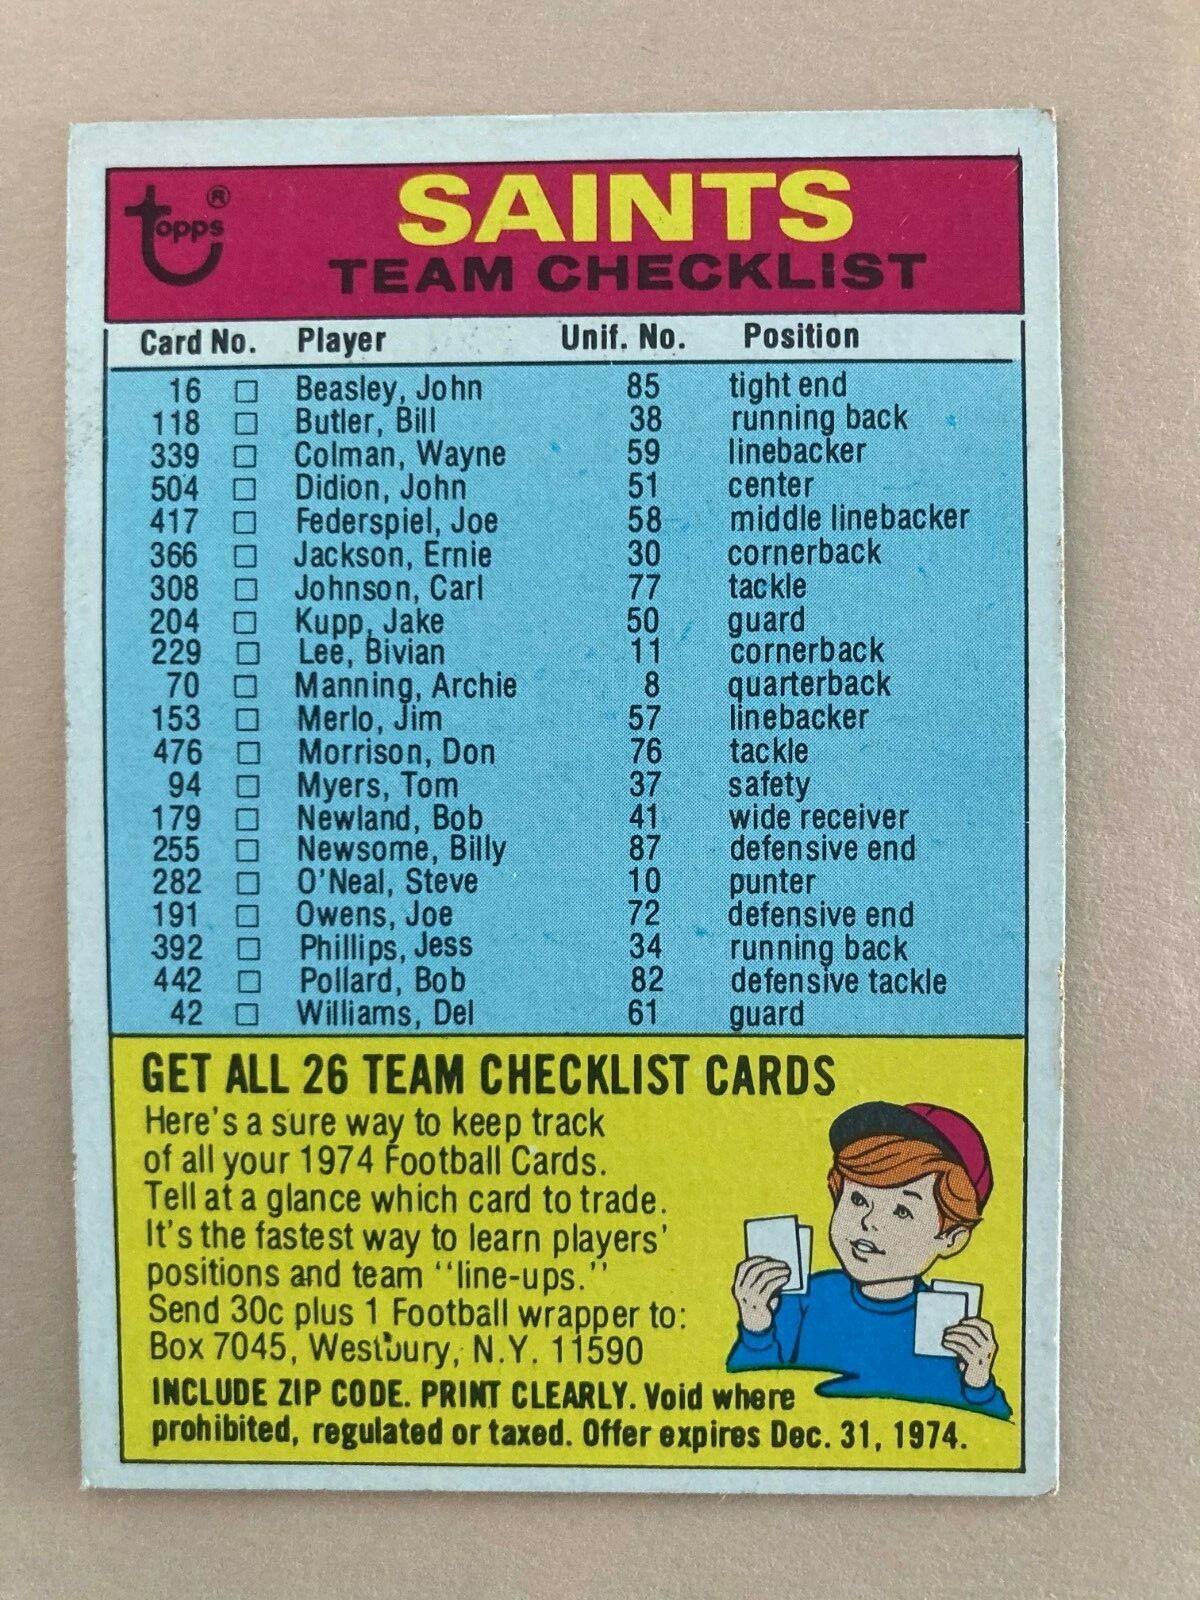 topps ®
SAINTS
TEAM CHECKLIST
Card No. Player Unif. No. Position
16 □ Beasley, John 85 tight end
118 □ Butler, Bill 38 running back
339 □ Colman, Wayne 59 linebacker
504 □ Didion, John 51 center
417 □ Federspiel, Joe 58 middle linebacker
366 □ Jackson, Ernie 30 cornerback
308 □ Johnson, Carl 77 tackle
204 □ Kupp, Jake 50 guard
229 □ Lee, Bivian 11 cornerback
70 □ Manning, Archie 8 quarterback
153 □ Merlo, Jim 57 linebacker
476 □ Morrison, Don 76 tackle
94 □ Myers, Tom 37 safety
179 □ Newland, Bob 41 wide receiver
255 □ Newsome, Billy 87 defensive end
282 □ O'Neal, Steve 10 punter
191 □ Owens, Joe 72 defensive end
392 □ Phillips, Jess 34 running back
442 □ Pollard, Bob 82 defensive tackle
42 □ Williams, Del 61 guard
GET ALL 26 TEAM CHECKLIST CARDS
Here's a sure way to keep track
of all your 1974 Football Cards.
Tell at a glance which card to trade.
It's the fastest way to learn players'
positions and team "line-ups."
Send 30c plus 1 Football wrapper to:
Box 7045, Westbury, N.Y. 11590
INCLUDE ZIP CODE. PRINT CLEARLY. Void where
prohibited, regulated or taxed. Offer expires Dec. 31, 1974.